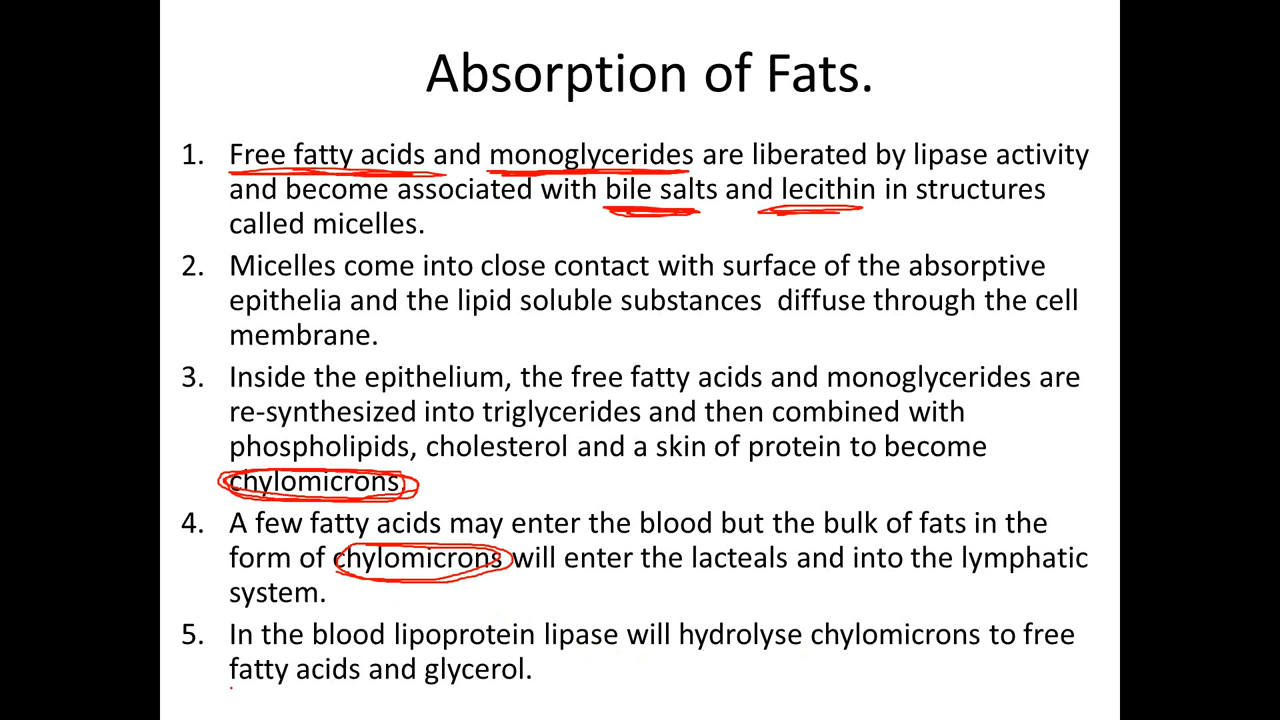 Absorption of Fats.
1. Free fatty acids and monoglycerides are liberated by lipase activity
and become associated with bile salts and lecithin in structures
called micelles.
2. Micelles come into close contact with surface of the absorptive
epithelia and the lipid soluble substances  diffuse through the cell
membrane.
3. Inside the epithelium, the free fatty acids and monoglycerides are
re-synthesized into triglycerides and then combined with
phospholipids, cholesterol and a skin of protein to become
chylomicrons.
4. A few fatty acids may enter the blood but the bulk of fats in the
form of chylomicrons will enter the lacteals and into the lymphatic
system.
5. In the blood lipoprotein lipase will hydrolyse chylomicrons to free
fatty acids and glycerol.